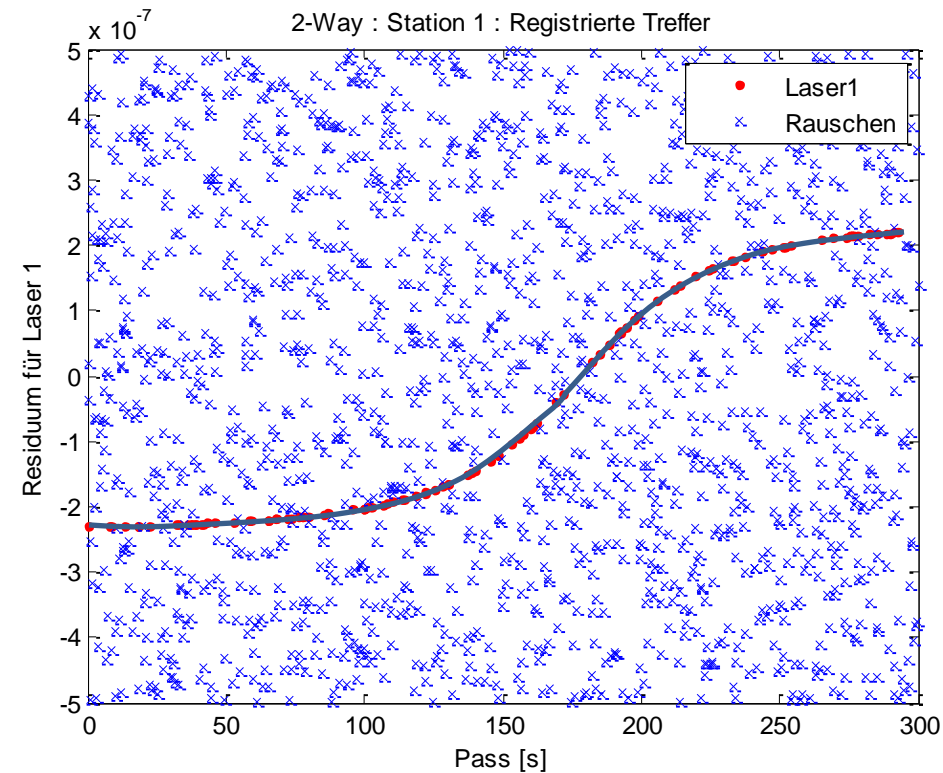 2-Way : Station 1 : Registrierte Treffer
x 10-7
5
4
3
2
1
0
-1
-2
-3
-4
-5
Residum für Laser 1
Laser1
Rauschen
0 50 100 150 200 250 300
Pass [s]